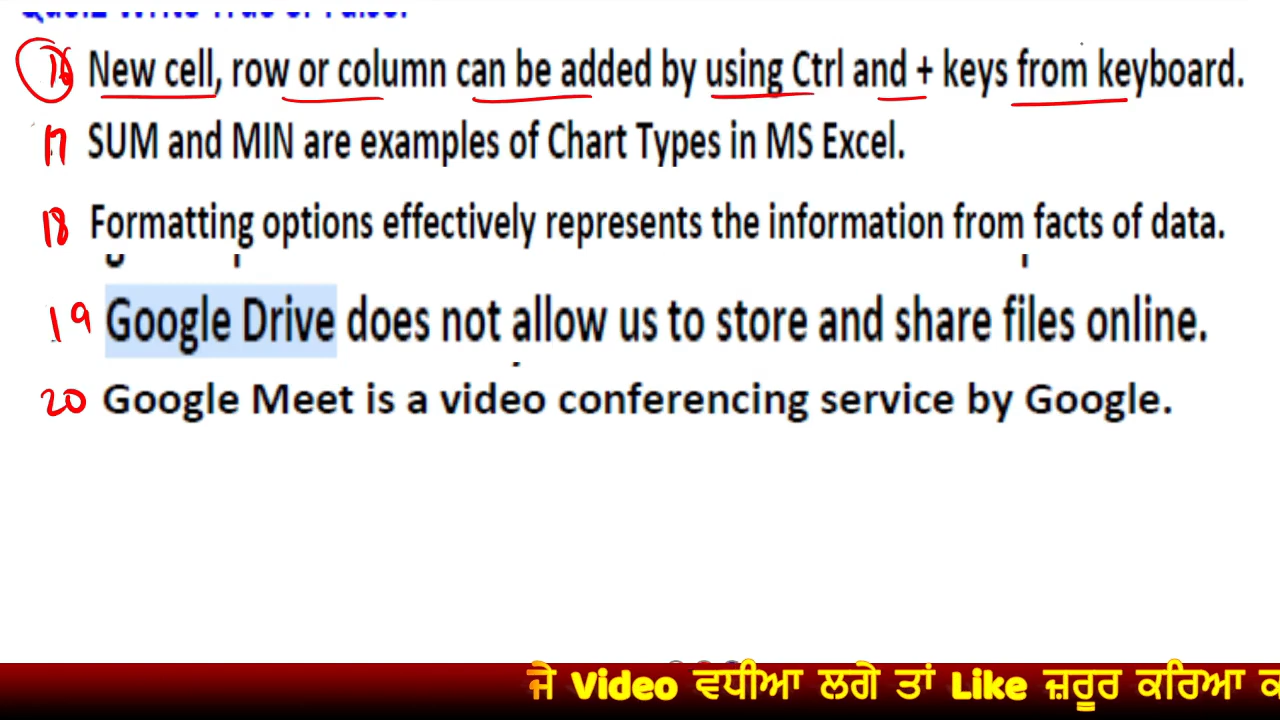 16 New cell, row or column can be added by using Ctrl and + keys from keyboard.
17 SUM and MIN are examples of Chart Types in MS Excel.
18 Formatting options effectively represents the information from facts of data.
19 Google Drive does not allow us to store and share files online.
20 Google Meet is a video conferencing service by Google.
ਜੇ Video ਵਧੀਆ ਲਗੇ ਤਾਂ Like ਜ਼ਰੂਰ ਕਰਿਆ